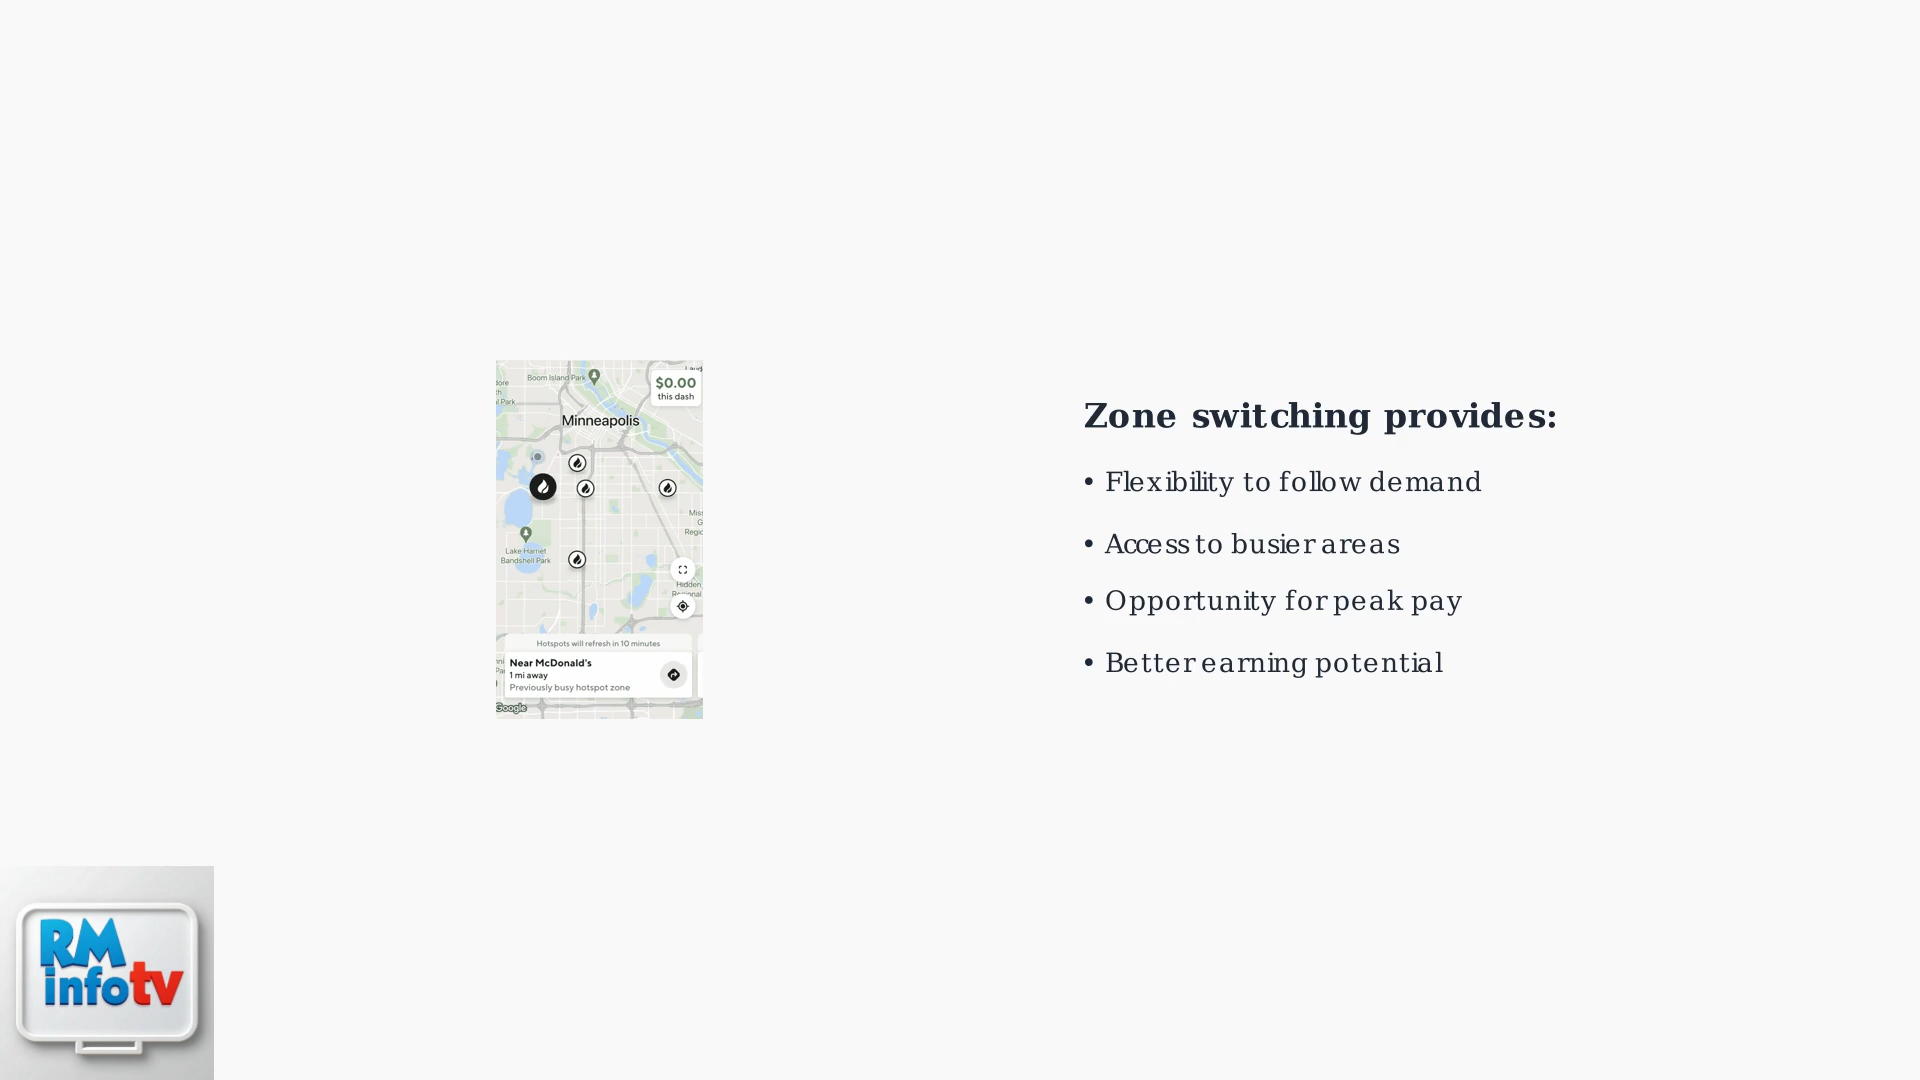 Boom Island Park
$0.00
this dash
Minneapolis
Lake Harriet
Bandshell Park
Hidden
Hotspots will refresh in 10 minutes
Near McDonald's
1 mi away
Previously busy hotspot zone
Google
Zone switching provides:
• Flexibility to follow demand
• Access to busier areas
• Opportunity for peak pay
• Better earning potential
RM
infotv